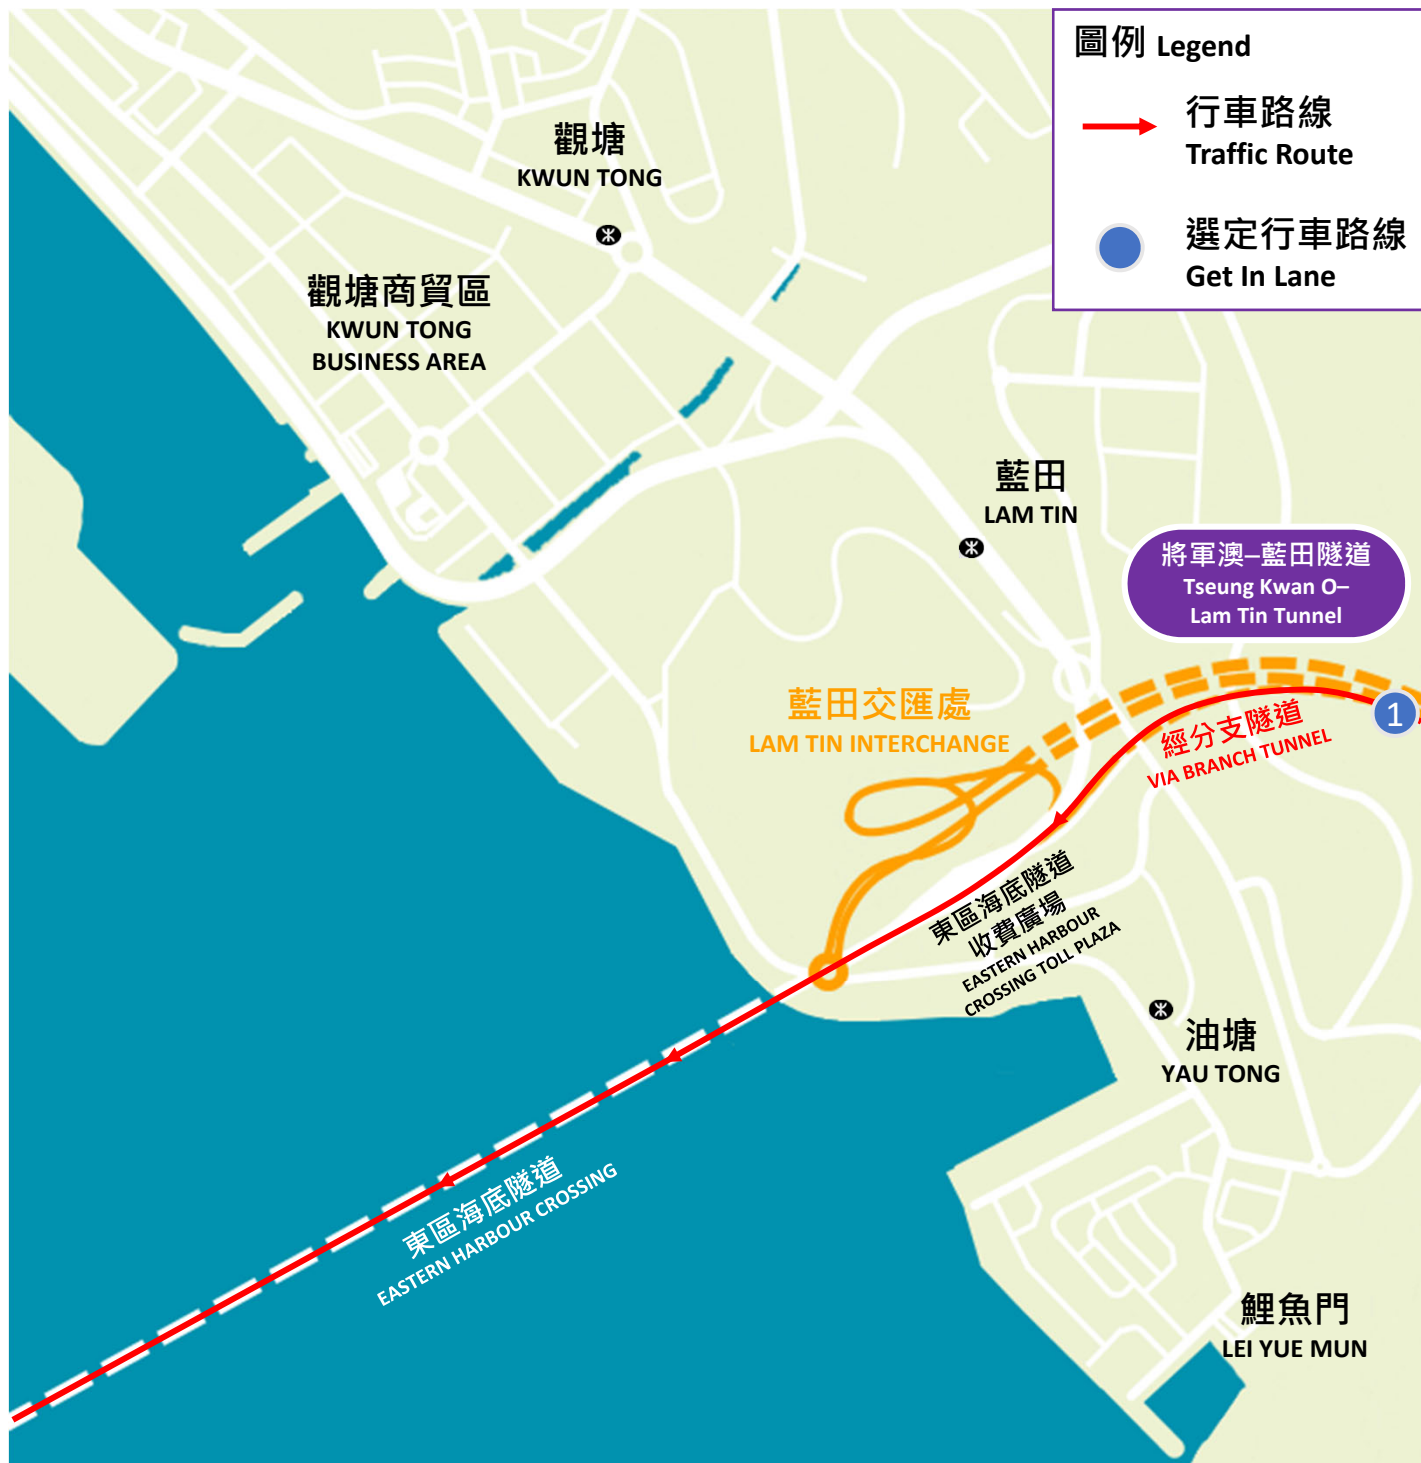 圖例 Legend
行車路線
Traffic Route
選定行車路線
Get In Lane
觀塘
KWUN TONG
觀塘商貿區
KWUN TONG
BUSINESS AREA
藍田
LAM TIN
將軍澳–藍田隧道
Tseung Kwan O–
Lam Tin Tunnel
藍田交匯處
LAM TIN INTERCHANGE
1
經分支隧道
VIA BRANCH TUNNEL
東區海底隧道
收費廣場
EASTERN HARBOUR
CROSSING TOLL PLAZA
油塘
YAU TONG
東區海底隧道
EASTERN HARBOUR CROSSING
鯉魚門
LEI YUE MUN